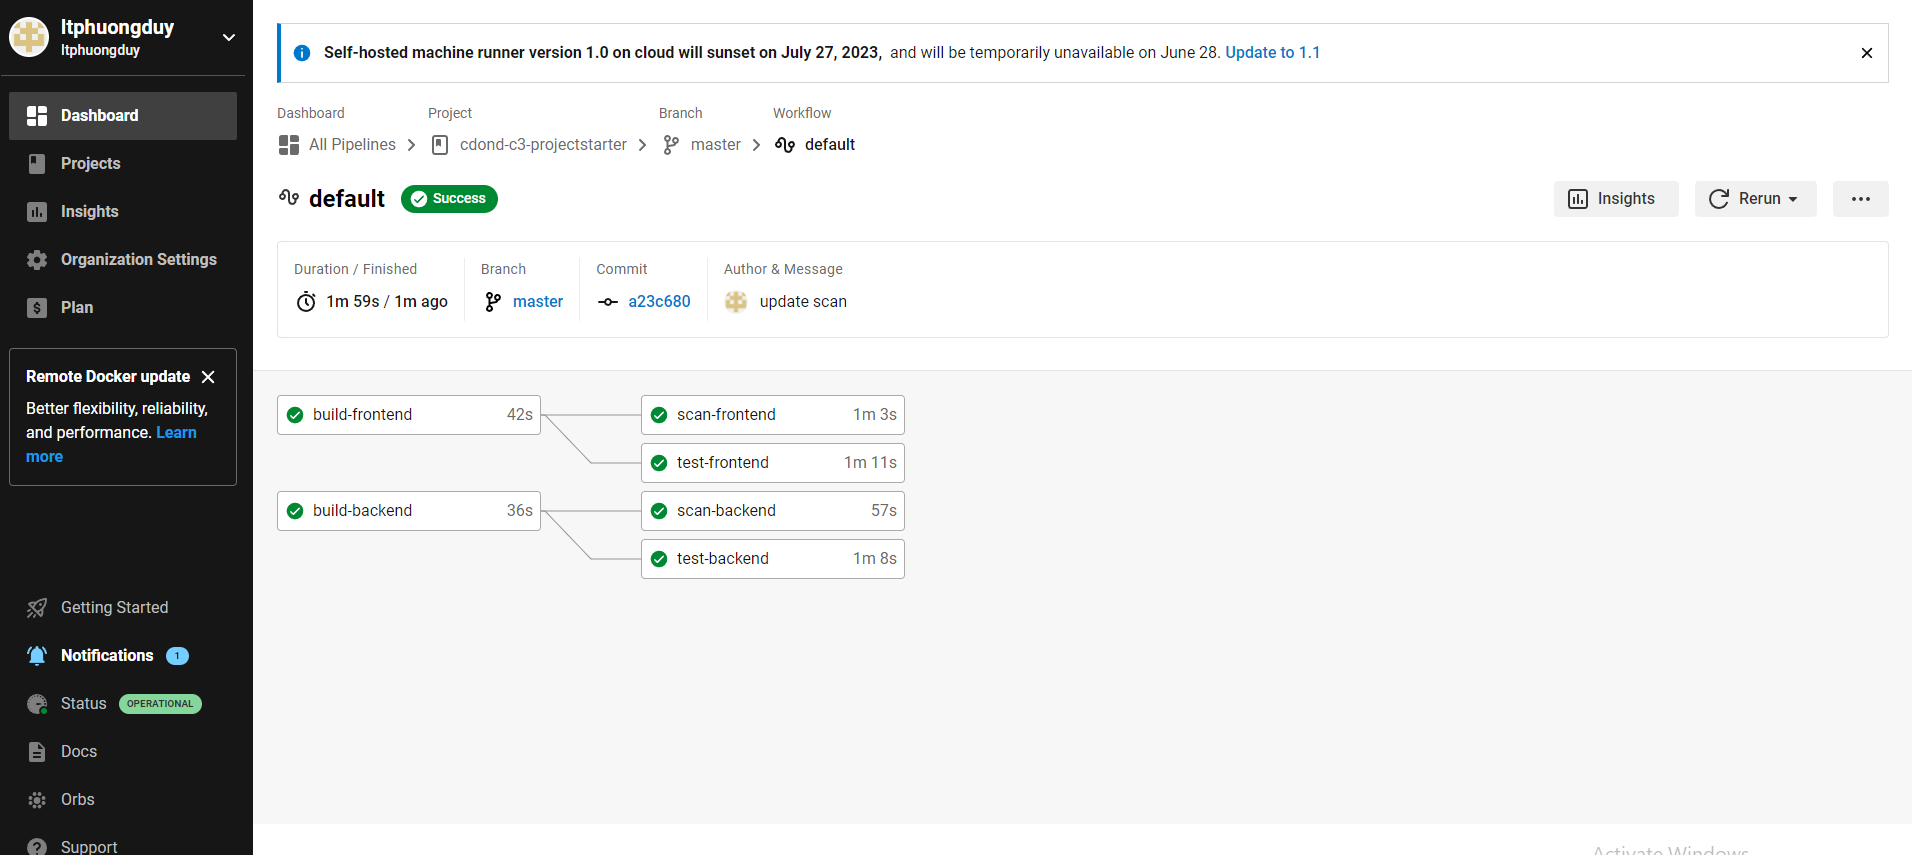 ltphuongduy
ltphuongduy
Dashboard
Projects
Insights
Organization Settings
Plan
Remote Docker update
Better flexibility, reliability,
and performance. Learn
more
Getting Started
Notifications 1
Status OPERATIONAL
Docs
Orbs
Support
Self-hosted machine runner version 1.0 on cloud will sunset on July 27, 2023, and will be temporarily unavailable on June 28. Update to 1.1
Dashboard Project Branch Workflow
All Pipelines cdond-c3-projectstarter master default
default Success
Insights Rerun
Duration / Finished Branch Commit Author & Message
1m 59s / 1m ago master a23c680 update scan
build-frontend 42s scan-frontend 1m 3s
test-frontend 1m 11s
build-backend 36s scan-backend 57s
test-backend 1m 8s
Activate Windows